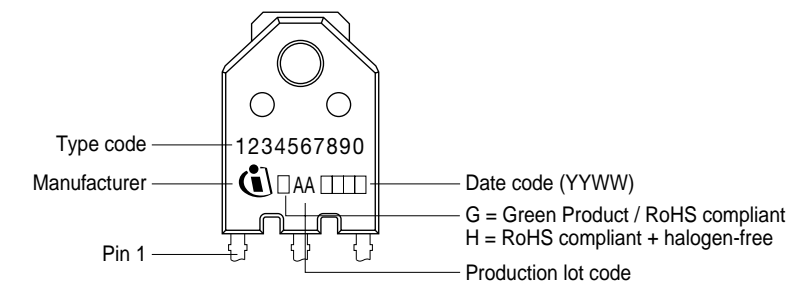 Type code
1234567890
Manufacturer
AA
Date code (YYWW)
G = Green Product / RoHS compliant
H = RoHS compliant + halogen-free
Pin 1
Production lot code